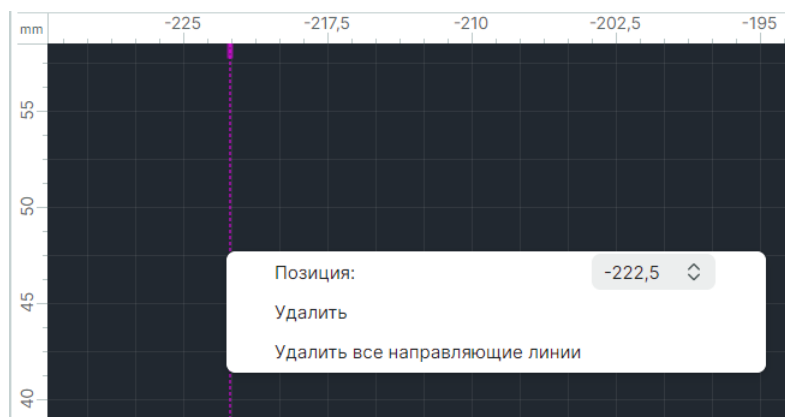 mm -225 -217,5 -210 -202,5 -195
55
50
Позиция: -222,5
Удалить
45
Удалить все направляющие линии
40